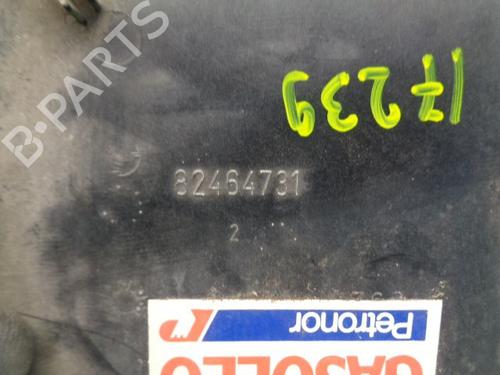 B-PARTS
17239
82464731
2
Petronor
GASOLEO